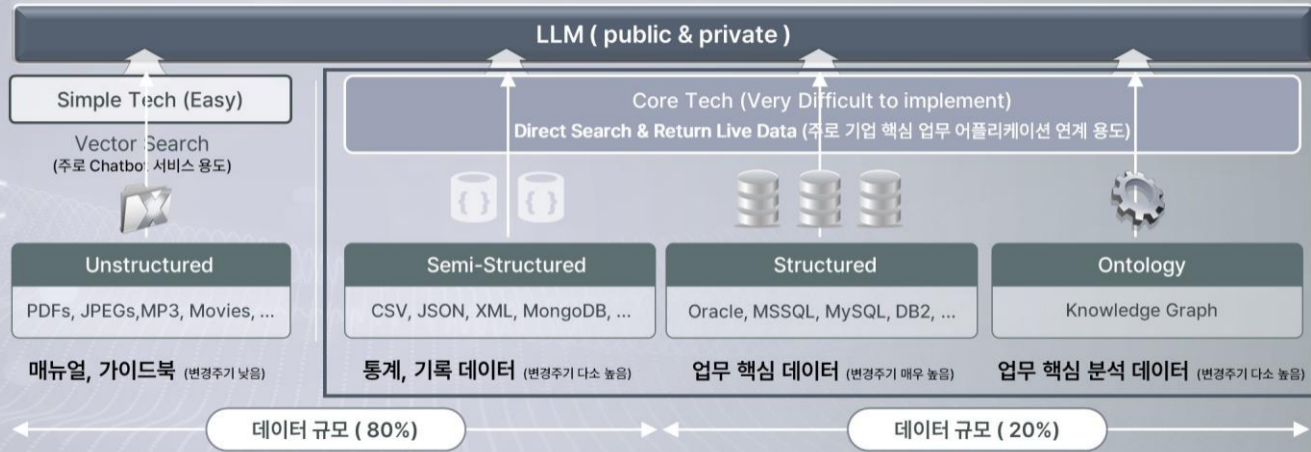 LLM ( public & private )
Simple Tech (Easy)
Vector Search
(주로 Chatbot 서비스 용도)
Core Tech (Very Difficult to implement)
Direct Search & Return Live Data (주로 기업 핵심 업무 어플리케이션 연계 용도)
{ } { }
Unstructured
PDFs, JPEGs,MP3, Movies, ...
매뉴얼, 가이드북 (변경주기 낮음)
Semi-Structured
CSV, JSON, XML, MongoDB, ...
통계, 기록 데이터 (변경주기 다소 높음)
Structured
Oracle, MSSQL, MySQL, DB2, ...
업무 핵심 데이터 (변경주기 매우 높음)
Ontology
Knowledge Graph
업무 핵심 분석 데이터 (변경주기 다소 높음)
데이터 규모 ( 80%)
데이터 규모 ( 20%)